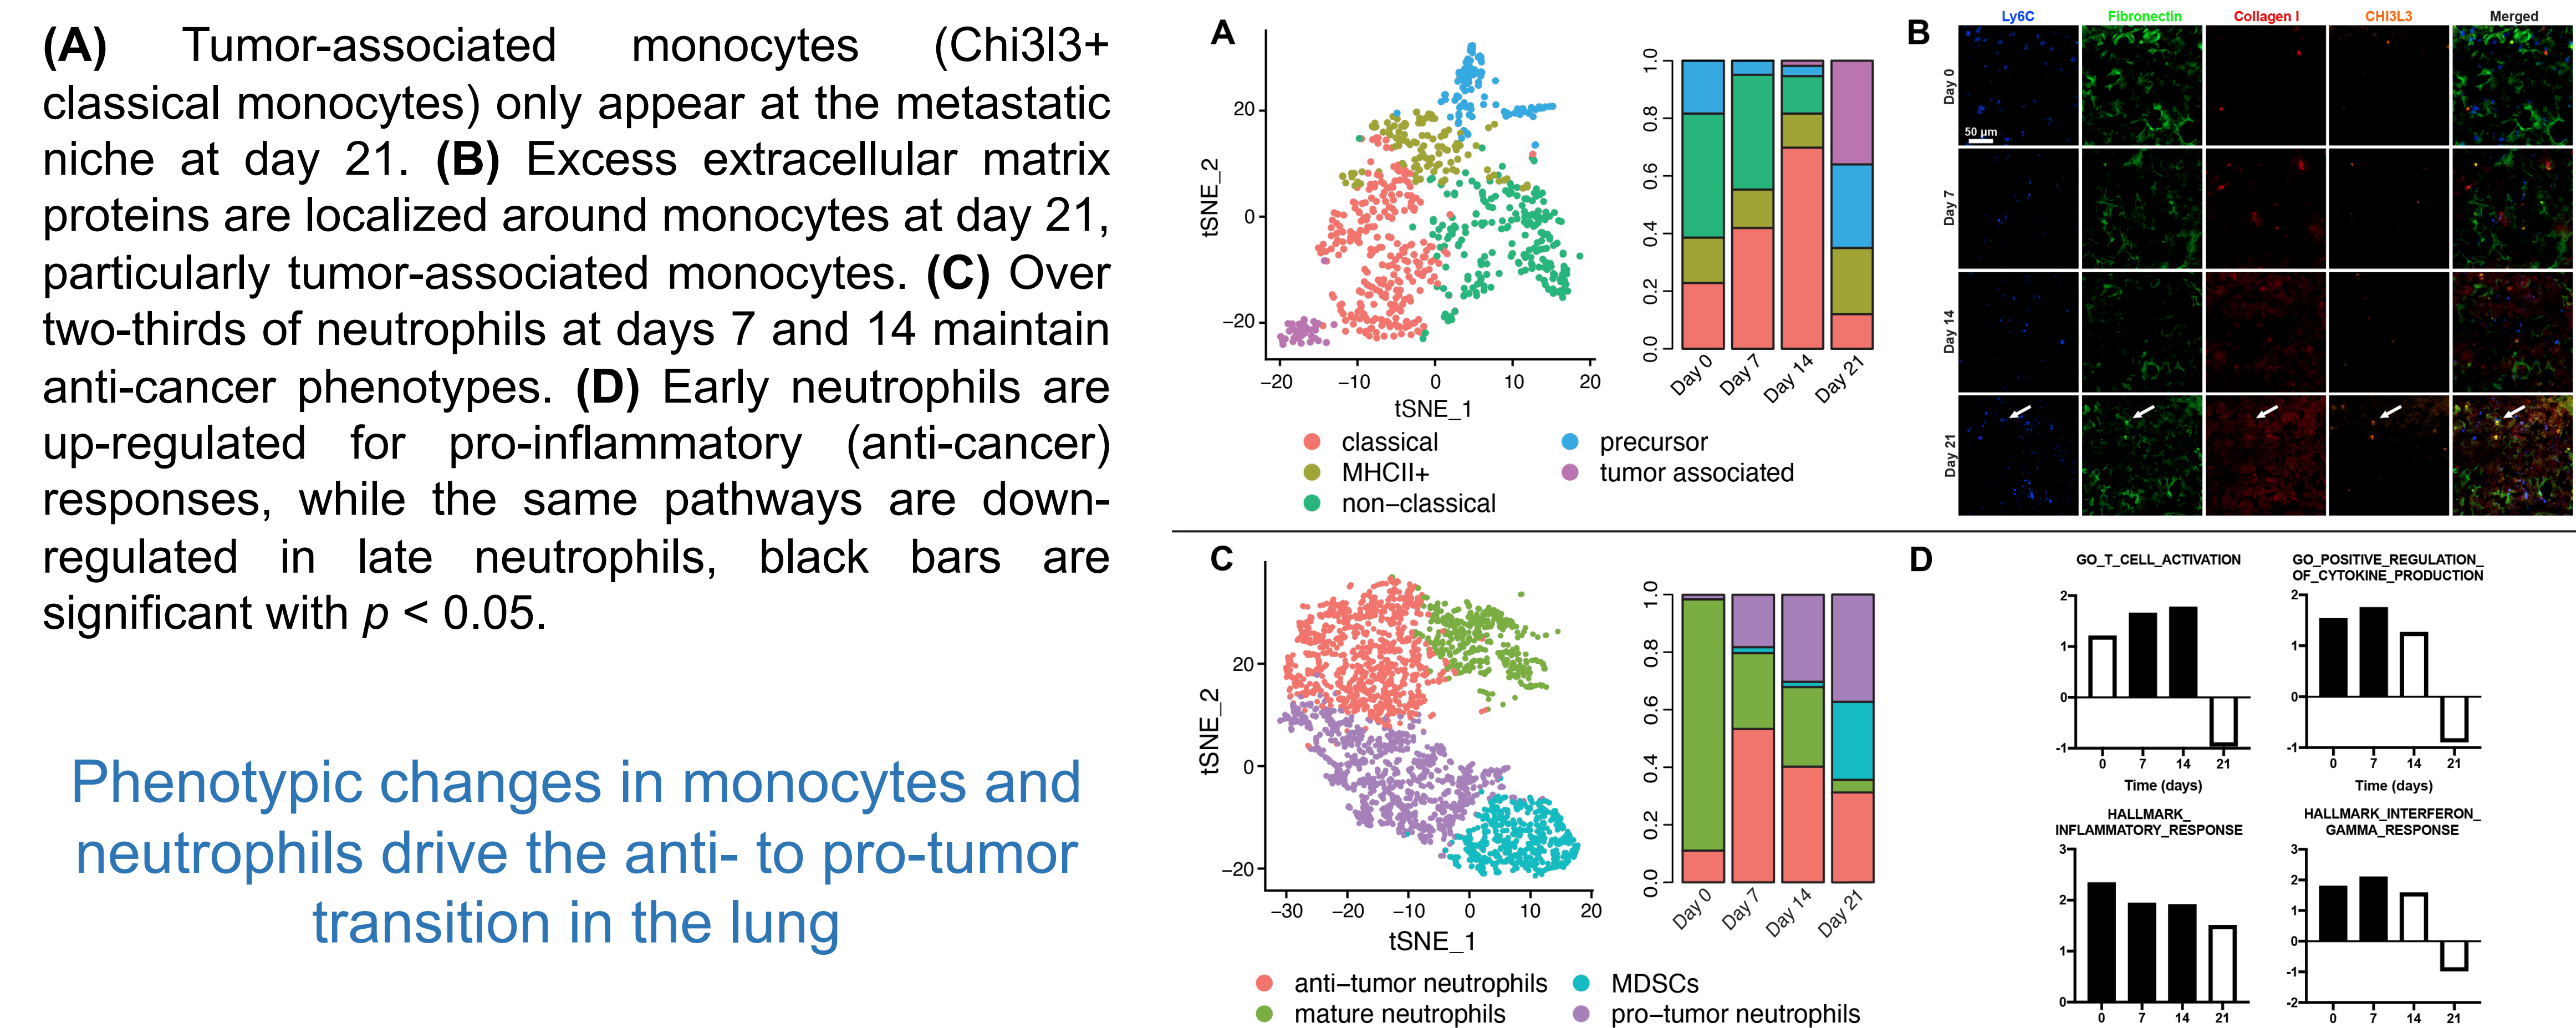 (A) Tumor-associated monocytes (Chi3l3+
classical monocytes) only appear at the metastatic
niche at day 21. (B) Excess extracellular matrix
proteins are localized around monocytes at day 21,
particularly tumor-associated monocytes. (C) Over
two-thirds of neutrophils at days 7 and 14 maintain
anti-cancer phenotypes. (D) Early neutrophils are
up-regulated for pro-inflammatory (anti-cancer)
responses, while the same pathways are down-
regulated in late neutrophils, black bars are
significant with p < 0.05.
Phenotypic changes in monocytes and
neutrophils drive the anti- to pro-tumor
transition in the lung
A
tSNE_2
20
0
−20
−20 −10 0 10 20
tSNE_1
1.0
0.8
0.6
0.4
0.2
0.0
Day 0 Day 7 Day 14 Day 21
classical precursor
MHCII+ tumor associated
non−classical
B
Ly6C Fibronectin Collagen I CHI3L3 Merged
Day 0
50 µm
Day 7
Day 14
Day 21
C
tSNE_2
20
0
−20
−30 −20 −10 0 10 20
tSNE_1
1.0
0.8
0.6
0.4
0.2
0.0
Day 0 Day 7 Day 14 Day 21
anti−tumor neutrophils MDSCs
mature neutrophils pro−tumor neutrophils
D
GO_T_CELL_ACTIVATION
2
1
0
-1
0 7 14 21
Time (days)
GO_POSITIVE_REGULATION_
OF_CYTOKINE_PRODUCTION
2
1
0
-1
0 7 14 21
Time (days)
HALLMARK_
INFLAMMATORY_RESPONSE
3
2
1
0
0 7 14 21
HALLMARK_INTERFERON_
GAMMA_RESPONSE
3
2
1
0
-1
-2
0 7 14 21